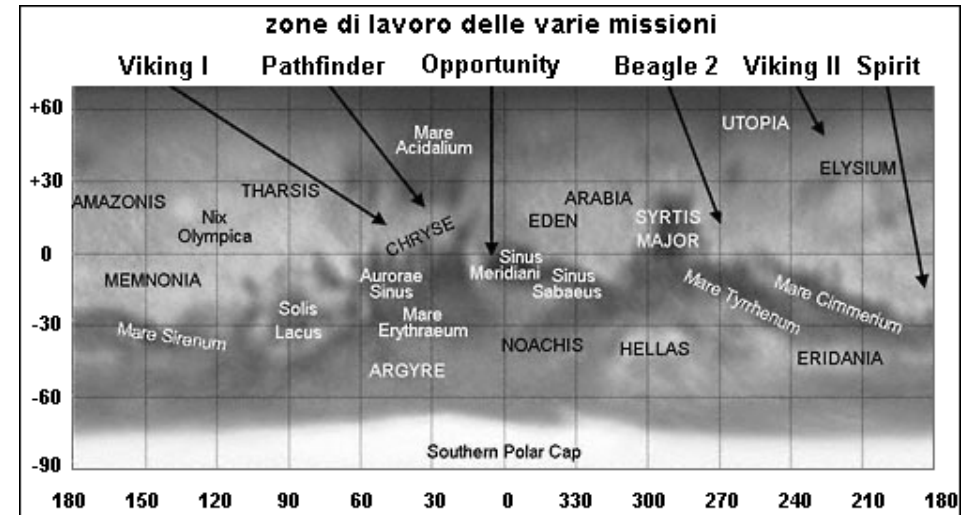 zone di lavoro delle varie missioni
Viking I Pathfinder Opportunity Beagle 2 Viking II Spirit
+60
UTOPIA
Mare
Acidalium
+30
ELYSIUM
THARSIS
ARABIA
AMAZONIS
Nix
Olympica
EDEN
SYRTIS
MAJOR
CHRYSE
0
Sinus
Meridiani
MEMNONIA
Aurorae
Sinus
Sinus
Sabaeus
Mare Tyrrhenum
Mare Cimmerium
Solis
Lacus
Mare
Erythraeum
-30
Mare Sirenum
NOACHIS
HELLAS
ERIDANIA
ARGYRE
-60
Southern Polar Cap
-90
180 150 120 90 60 30 0 330 300 270 240 210 180